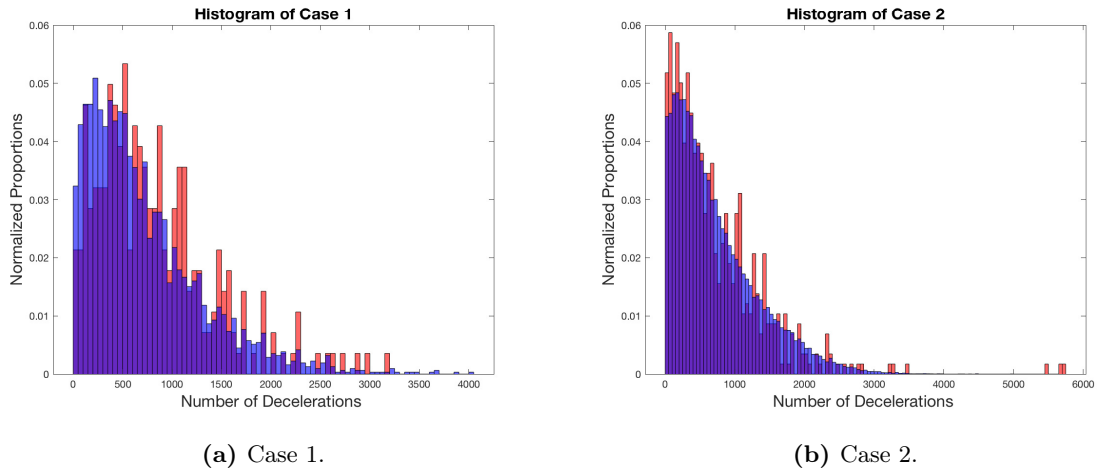 Histogram of Case 1
0.06
0.05
0.04
0.03
0.02
0.01
0
Normalized Proportions
0 500 1000 1500 2000 2500 3000 3500 4000
Number of Decelerations
(a) Case 1.
Histogram of Case 2
0.06
0.05
0.04
0.03
0.02
0.01
0
Normalized Proportions
0 1000 2000 3000 4000 5000 6000
Number of Decelerations
(b) Case 2.